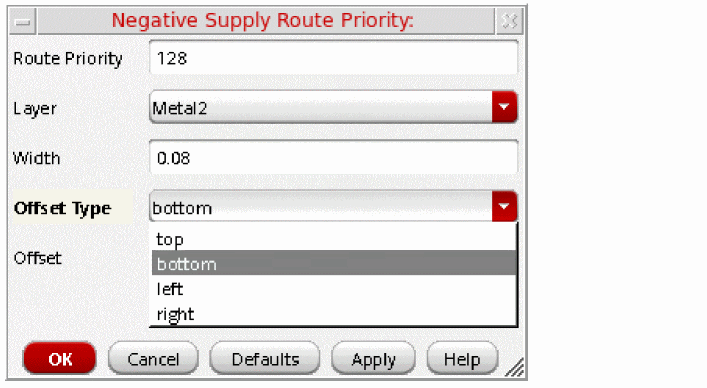 Negative Supply Route Priority:
Route Priority 128
Layer Metal2
Width 0.08
Offset Type bottom
top
Offset bottom
left
right
OK Cancel Defaults Apply Help